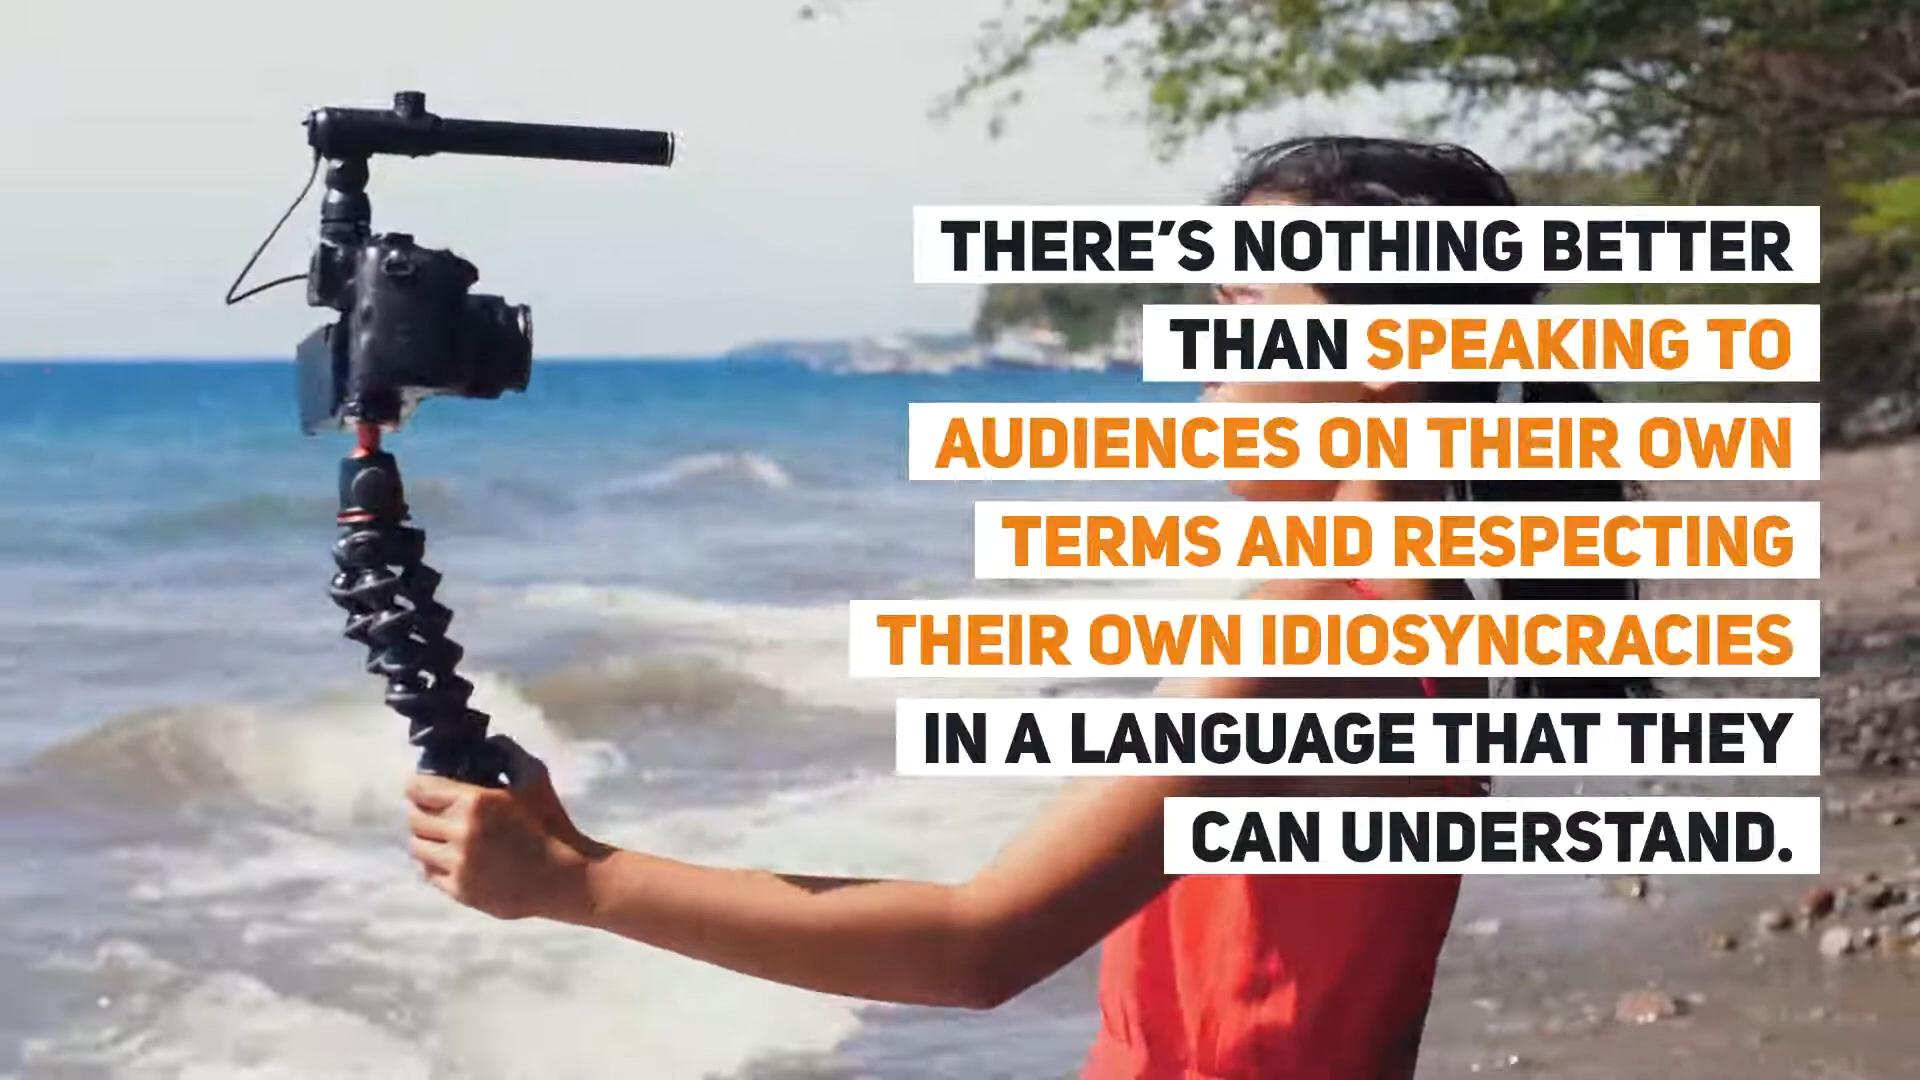 THERE’S NOTHING BETTER
THAN SPEAKING TO
AUDIENCES ON THEIR OWN
TERMS AND RESPECTING
THEIR OWN IDIOSYNCRACIES
IN A LANGUAGE THAT THEY
CAN UNDERSTAND.